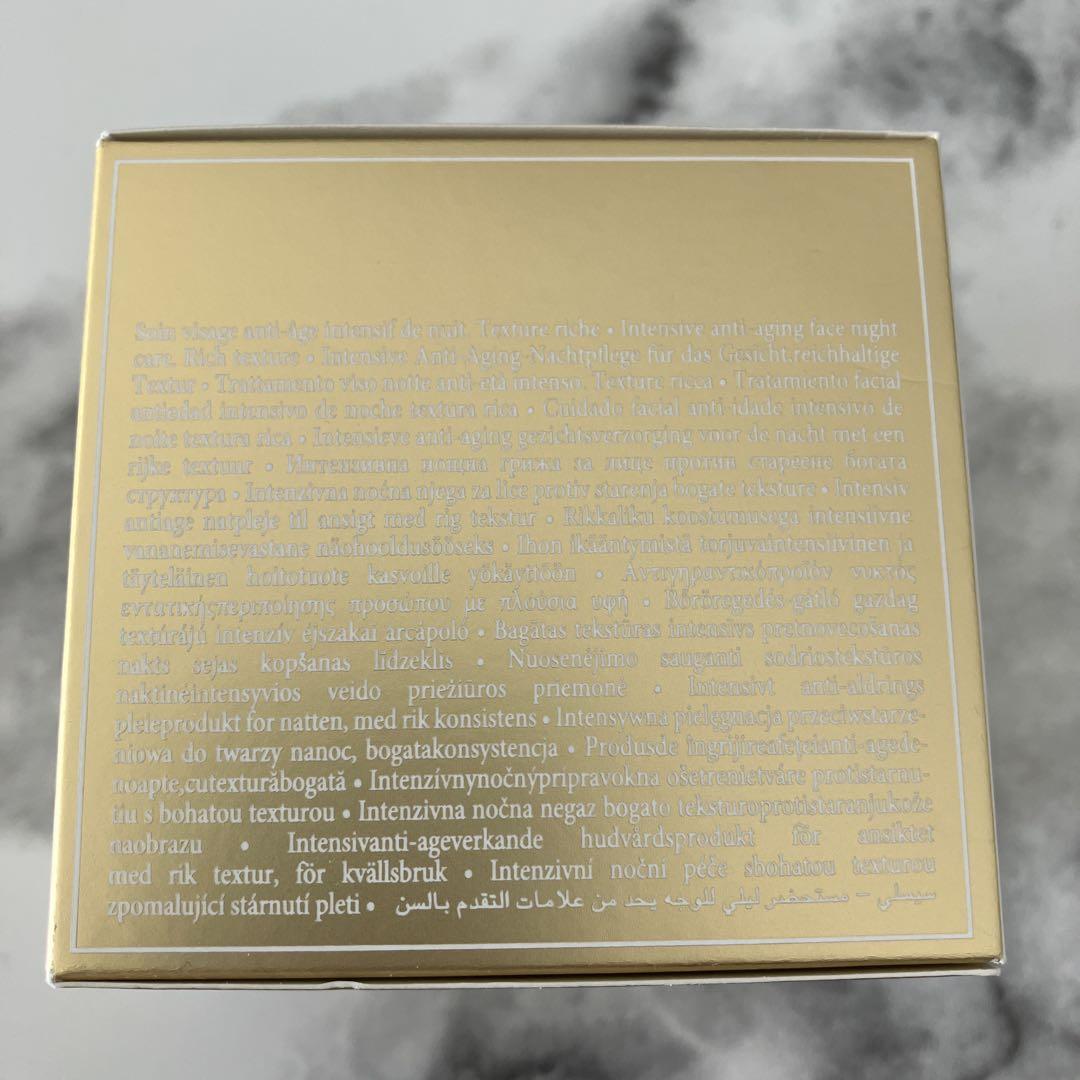 Soin visage anti-âge intensif de nuit. Texture riche • Intensive anti-aging face night
care. Rich texture • Intensive Anti-Aging-Nachtpflege für das Gesicht.reichhaltige
Textur • Trattamento viso notte anti-età intenso. Texture ricca • Tratamiento facial
antiedad intensivo de noche textura rica • Cuidado facial anti-idade intensivo de
noite textura rica • Intensieve anti-aging gezichtsverzorging voor de nacht met een
rijke textuur • Интензивна нощна грижа за лице против стареене богата
структура • Intenzivna noćna njega za lice protiv starenja bogate teksture • Intensiv
antiage natpleje til ansigt med rig tekstur • Rikkaliku koostumusega intensiivne
vananemisevastane näohooldusööseks • Ihon ikääntymistä torjuvaintensiivinen ja
täyteläinen hoitotuote kasvoille yökäyttöön • Αντιγηραντικόπροϊόν νυκτός
εντατικήςπεριποίησης προσώπου με πλούσια υφή • Bőröregedés-gátló gazdag
textúrájú intenzív éjszakai arcápoló • Bagātas tekstūras intensīvs pretnovecošanas
nakts sejas kopšanas līdzeklis • Nuosenėjimo sauganti sodriostekstūros
naktinėintensyvios veido priežiūros priemonė • Intensivt anti-aldrings
pleieprodukt for natten, med rik konsistens • Intensywna pielęgnacja przeciwstarze-
niowa do twarzy nanoc, bogatakonsystencja • Produsde îngrijireafeţeianti-agede-
noapte,cutexturăbogată • Intenzívnynočnýprípravokna ošetrenietváre protistarnu-
tiu s bohatou texturou • Intenzivna nočna negaz bogato teksturoprotistaranjukože
naobrazu • Intensivanti-ageverkande hudvårdsprodukt för ansiktet
med rik textur, för kvällsbruk • Intenzivní noční péče sbohatou texturou
zpomalující stárnutí pleti • سيسلي – مستحضر ليلي للوجه يحد من علامات التقدم بالسن